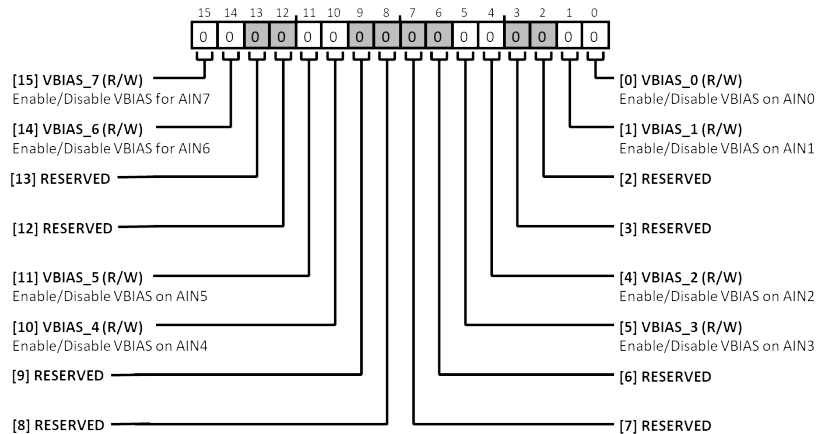 15 14 13 12 11 10 9 8 7 6 5 4 3 2 1 0
0 0 0 0 0 0 0 0 0 0 0 0 0 0 0 0
[15] VBIAS_7 (R/W)
Enable/Disable VBIAS for AIN7
[14] VBIAS_6 (R/W)
Enable/Disable VBIAS for AIN6
[13] RESERVED
[12] RESERVED
[11] VBIAS_5 (R/W)
Enable/Disable VBIAS on AIN5
[10] VBIAS_4 (R/W)
Enable/Disable VBIAS on AIN4
[9] RESERVED
[8] RESERVED
[0] VBIAS_0 (R/W)
Enable/Disable VBIAS on AIN0
[1] VBIAS_1 (R/W)
Enable/Disable VBIAS on AIN1
[2] RESERVED
[3] RESERVED
[4] VBIAS_2 (R/W)
Enable/Disable VBIAS on AIN2
[5] VBIAS_3 (R/W)
Enable/Disable VBIAS on AIN3
[6] RESERVED
[7] RESERVED